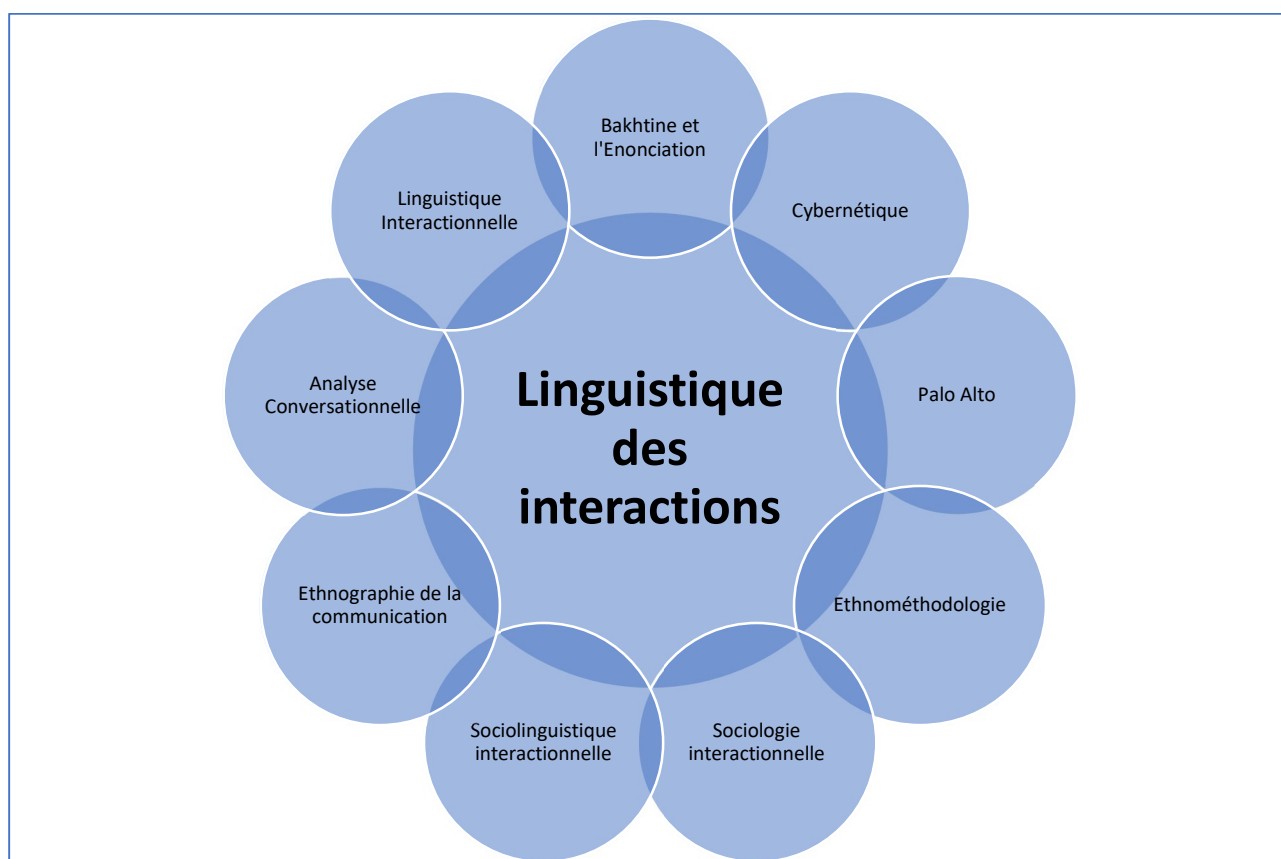 Bakhtine et
l'Enonciation
Cybernétique
Palo Alto
Ethnométhodologie
Sociologie
interactionnelle
Sociolinguistique
interactionnelle
Ethnographie de la
communication
Analyse
Conversationnelle
Linguistique
Interactionnelle
Linguistique
des
interactions